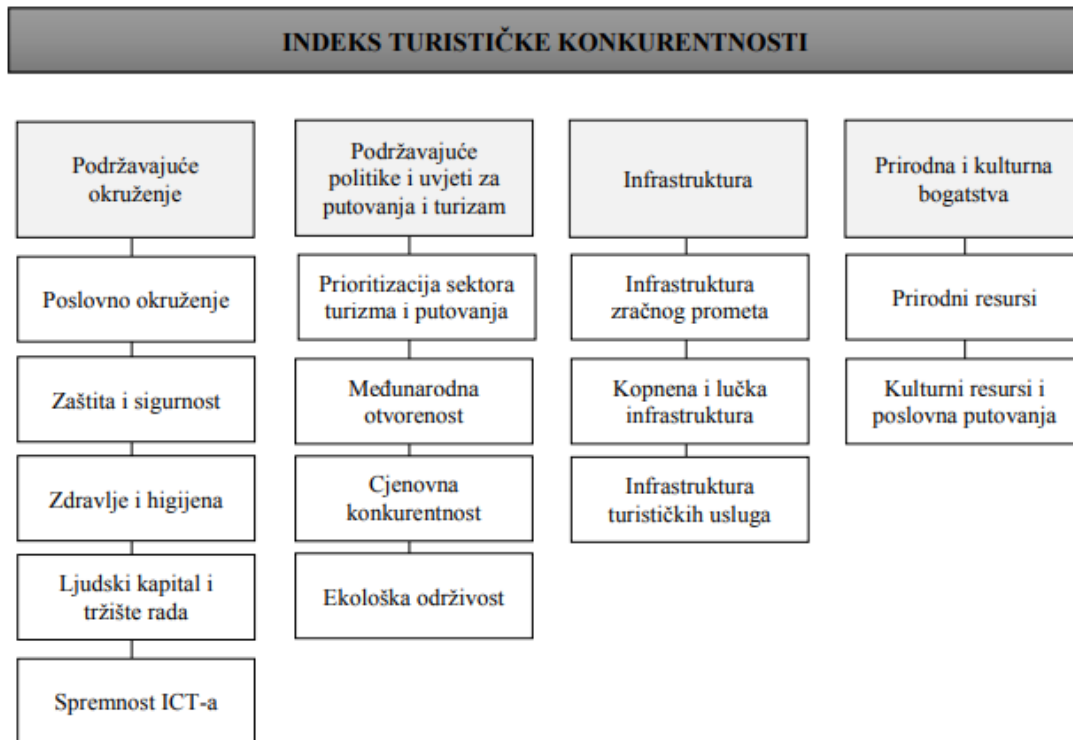 INDEKS TURISTIČKE KONKURENTNOSTI
Podržavajuće
okruženje
Poslovno okruženje
Zaštita i sigurnost
Zdravlje i higijena
Ljudski kapital i
tržište rada
Spremnost ICT-a
Podržavajuće
politike i uvjeti za
putovanja i turizam
Prioritizacija sektora
turizma i putovanja
Međunarodna
otvorenost
Cjenovna
konkurentnost
Ekološka održivost
Infrastruktura
Infrastruktura
zračnog prometa
Kopnena i lučka
infrastruktura
Infrastruktura
turističkih usluga
Prirodna i kulturna
bogatstva
Prirodni resursi
Kulturni resursi i
poslovna putovanja